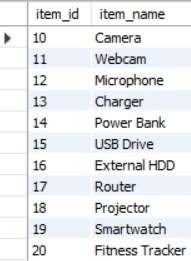 item_id item_name
10 Camera
11 Webcam
12 Microphone
13 Charger
14 Power Bank
15 USB Drive
16 External HDD
17 Router
18 Projector
19 Smartwatch
20 Fitness Tracker